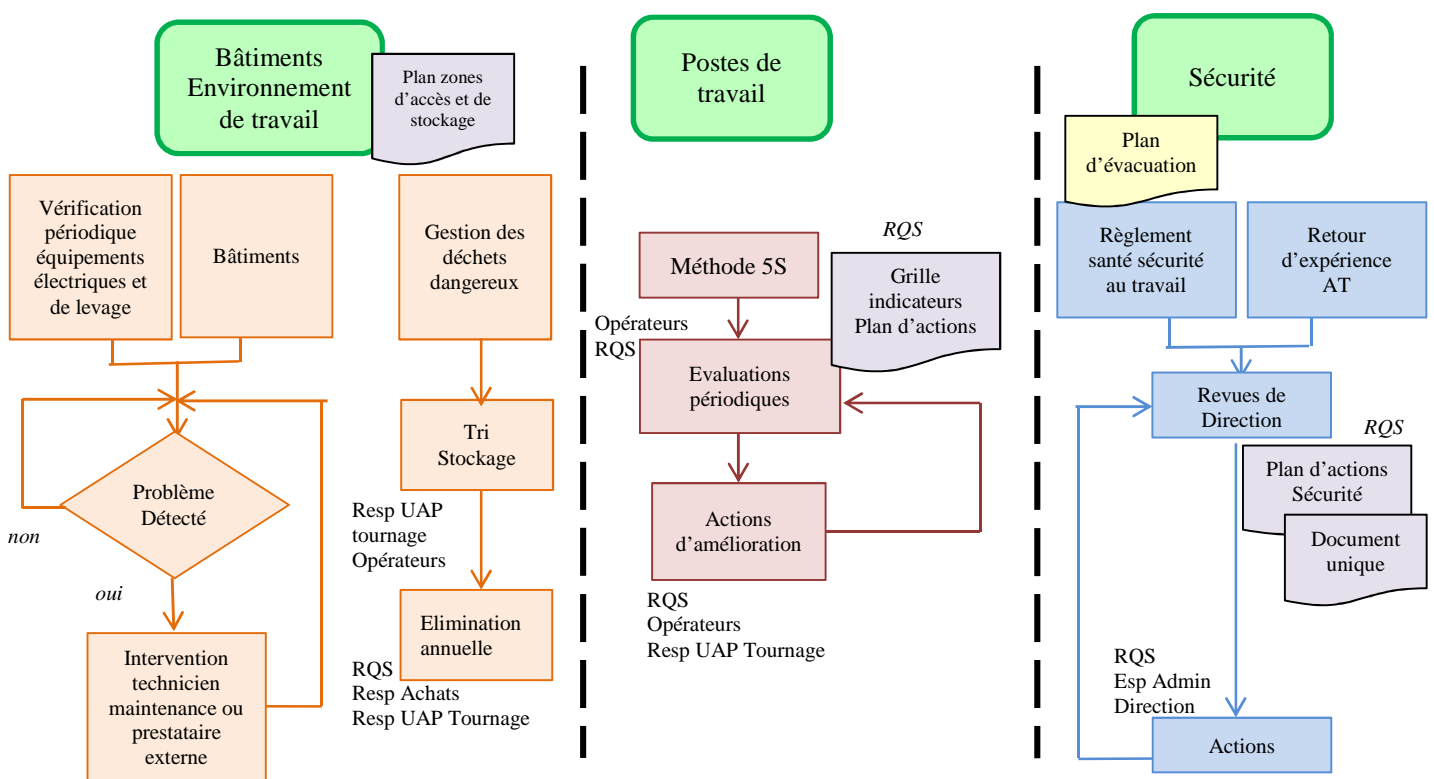 Bâtiments
Environnement
de travail
Plan zones
d'accès et de
stockage
Vérification
périodique
équipements
électriques et
de levage
Bâtiments
Gestion des
déchets
dangereux
Problème
Détecté
non
oui
Intervention
technicien
maintenance ou
prestataire
externe
Tri
Stockage
Resp UAP
tournage
Opérateurs
Elimination
annuelle
RQS
Resp Achats
Resp UAP Tournage
Postes de
travail
Méthode 5S
RQS
Grille
indicateurs
Plan d'actions
Opérateurs
RQS
Evaluations
périodiques
Actions
d'amélioration
RQS
Opérateurs
Resp UAP Tournage
Sécurité
Plan
d'évacuation
Règlement
santé sécurité
au travail
Retour
d'expérience
AT
Revues de
Direction
RQS
Plan d'actions
Sécurité
Document
unique
RQS
Esp Admin
Direction
Actions